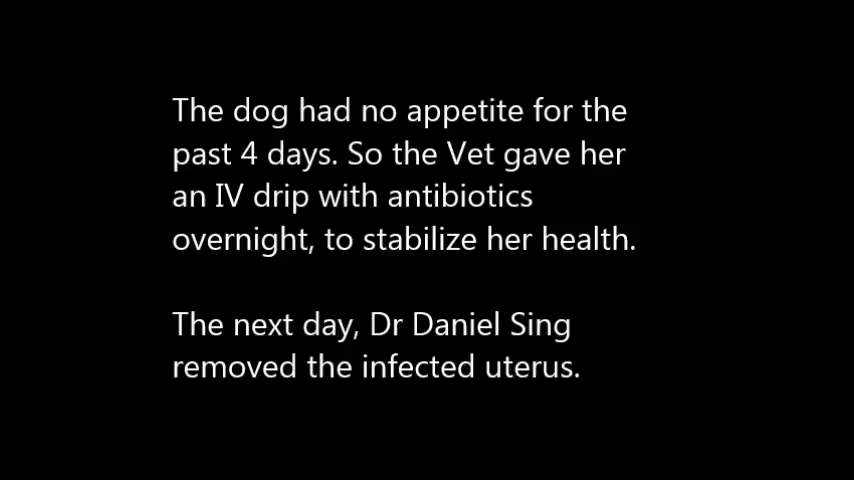 The dog had no appetite for the
past 4 days. So the Vet gave her
an IV drip with antibiotics
overnight, to stabilize her health.
The next day, Dr Daniel Sing
removed the infected uterus.